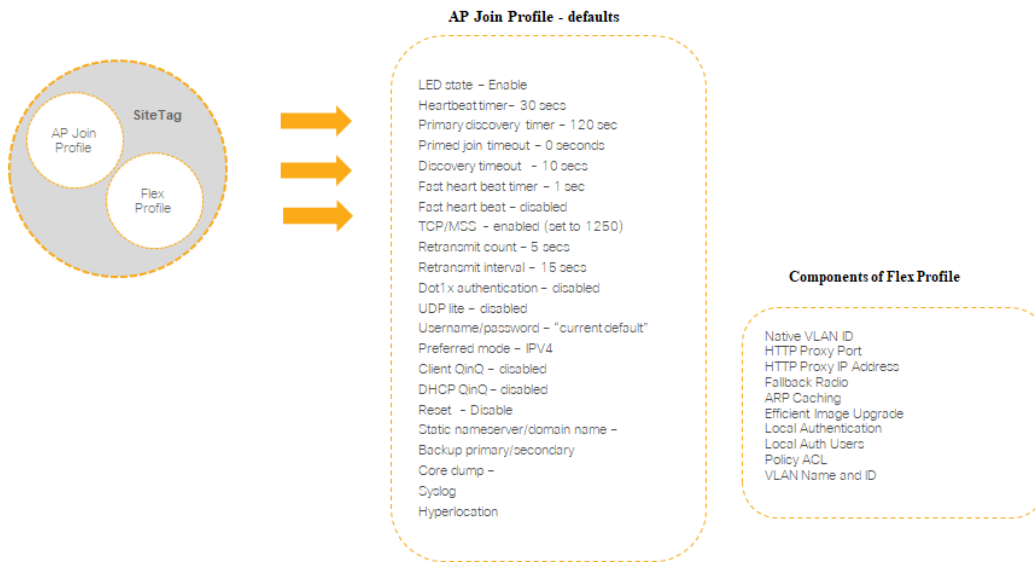 AP Join Profile - defaults
SiteTag
AP Join
Profile
Flex
Profile
LED state – Enable
Heartbeat timer– 30 secs
Primary discovery timer – 120 sec
Primed join timeout – 0 seconds
Discovery timeout – 10 secs
Fast heart beat timer – 1 sec
Fast heart beat – disabled
TCP/MSS – enabled (set to 1250)
Retransmit count – 5 secs
Retransmit interval – 15 secs
Dot1x authentication – disabled
UDP lite – disabled
Username/password – “current default”
Preferred mode – IPV4
Client QinQ – disabled
DHCP QinQ – disabled
Reset – Disable
Static nameserver/domain name –
Backup primary/secondary
Core dump –
Syslog
Hyperlocation
Components of Flex Profile
Native VLAN ID
HTTP Proxy Port
HTTP Proxy IP Address
Fallback Radio
ARP Caching
Efficient Image Upgrade
Local Authentication
Local Auth Users
Policy ACL
VLAN Name and ID